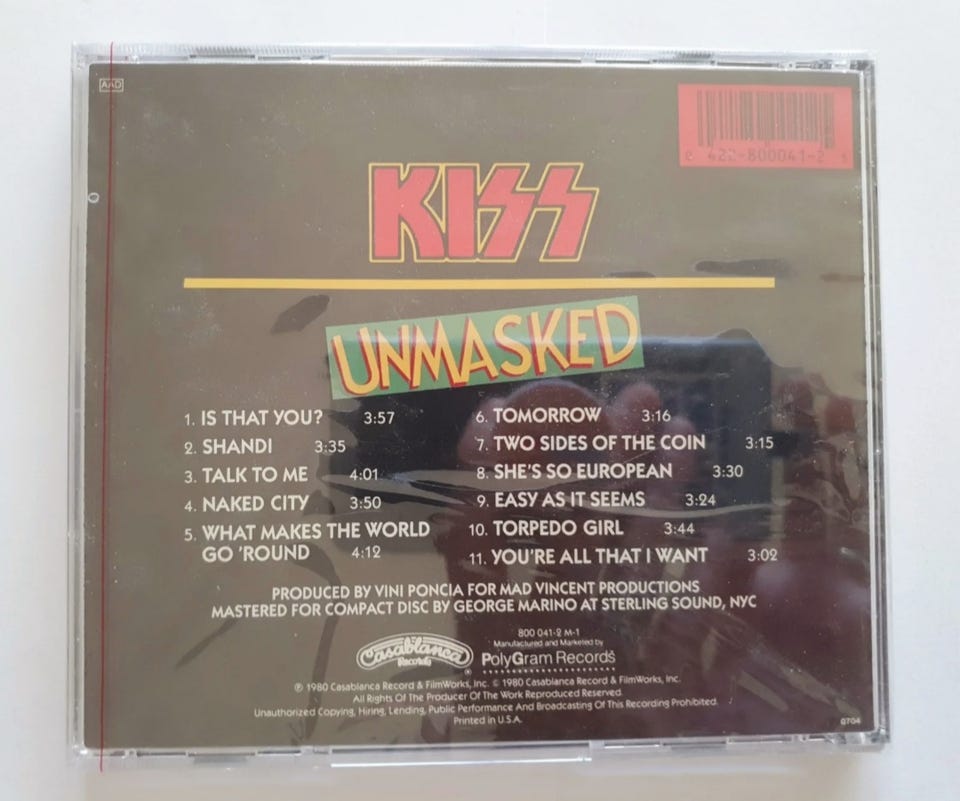 AAD
2 422-800041-2 1
KISS
UNMASKED
1. IS THAT YOU? 3:57
2. SHANDI 3:35
3. TALK TO ME 4:01
4. NAKED CITY 3:50
5. WHAT MAKES THE WORLD
GO 'ROUND 4:12
6. TOMORROW 3:16
7. TWO SIDES OF THE COIN 3:15
8. SHE'S SO EUROPEAN 3:30
9. EASY AS IT SEEMS 3:24
10. TORPEDO GIRL 3:44
11. YOU'RE ALL THAT I WANT 3:02
PRODUCED BY VINI PONCIA FOR MAD VINCENT PRODUCTIONS
MASTERED FOR COMPACT DISC BY GEORGE MARINO AT STERLING SOUND, NYC
Casablanca
Records
®
800 041-2 M-1
Manufactured and Marketed by
PolyGram Records
℗ 1980 Casablanca Record & FilmWorks, Inc. © 1980 Casablanca Record & FilmWorks, Inc.
All Rights Of The Producer Of The Work Reproduced Reserved.
Unauthorized Copying, Hiring, Lending, Public Performance And Broadcasting Of This Recording Prohibited.
Printed in U.S.A.
0704